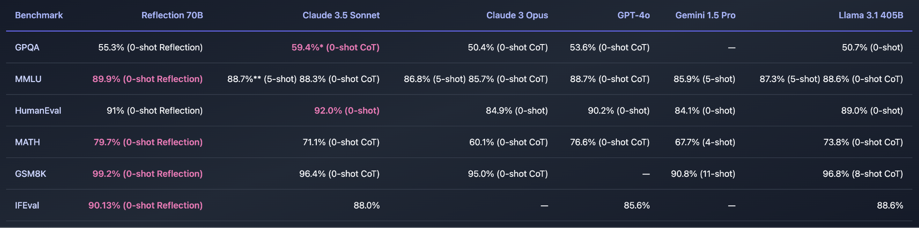 Benchmark Reflection 70B Claude 3.5 Sonnet Claude 3 Opus GPT-4o Gemini 1.5 Pro Llama 3.1 405B
GPQA 55.3% (0-shot Reflection) 59.4%* (0-shot CoT) 50.4% (0-shot CoT) 53.6% (0-shot CoT) — 50.7% (0-shot)
MMLU 89.9% (0-shot Reflection) 88.7%** (5-shot) 88.3% (0-shot CoT) 86.8% (5-shot) 85.7% (0-shot CoT) 88.7% (0-shot CoT) 85.9% (5-shot) 87.3% (5-shot) 88.6% (0-shot CoT)
HumanEval 91% (0-shot Reflection) 92.0% (0-shot) 84.9% (0-shot) 90.2% (0-shot) 84.1% (0-shot) 89.0% (0-shot)
MATH 79.7% (0-shot Reflection) 71.1% (0-shot CoT) 60.1% (0-shot CoT) 76.6% (0-shot CoT) 67.7% (4-shot) 73.8% (0-shot CoT)
GSM8K 99.2% (0-shot Reflection) 96.4% (0-shot CoT) 95.0% (0-shot CoT) — 90.8% (11-shot) 96.8% (8-shot CoT)
IFEval 90.13% (0-shot Reflection) 88.0% — 85.6% — 88.6%